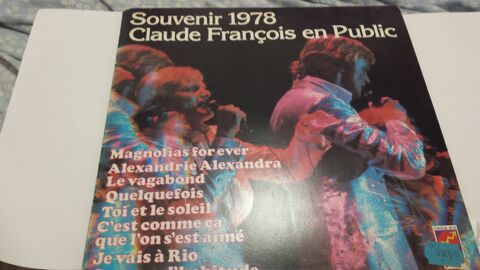 Souvenir 1978
Claude François en Public
Magnolias for ever
Alexandrie Alexandra
Le vagabond
Quelquefois
Toi et le soleil
C'est comme ça
que l'on s'est aimé
Je vais à Rio